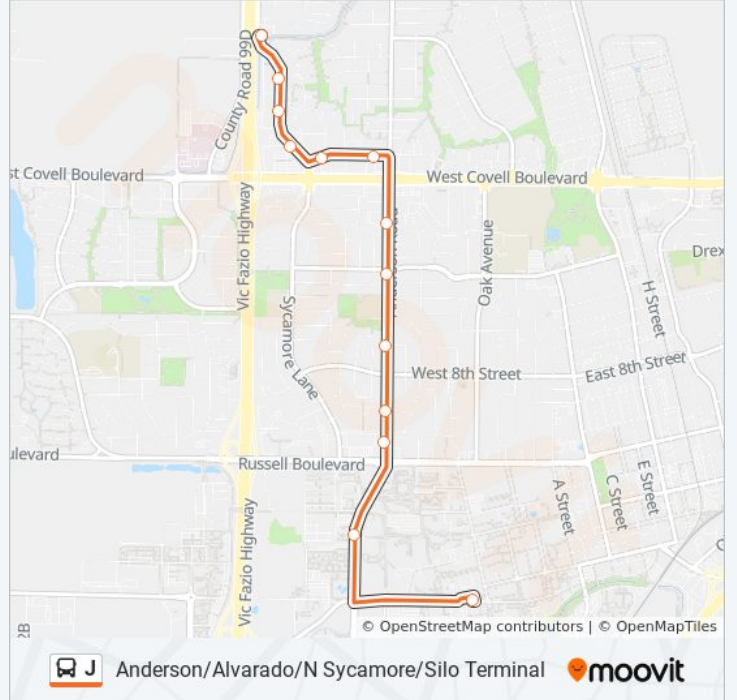 County Road 99D
st Covell Boulevard
West Covell Boulevard
Vic Fazio Highway
Oak Avenue
Drex
H Street
Sycamore Lane
West 8th Street
East 8th Street
ulevard
Russell Boulevard
A Street
C Street
E Street
Vic Fazio Highway
2B
© OpenStreetMap contributors | © OpenMapTiles
J Anderson/Alvarado/N Sycamore/Silo Terminal moovit